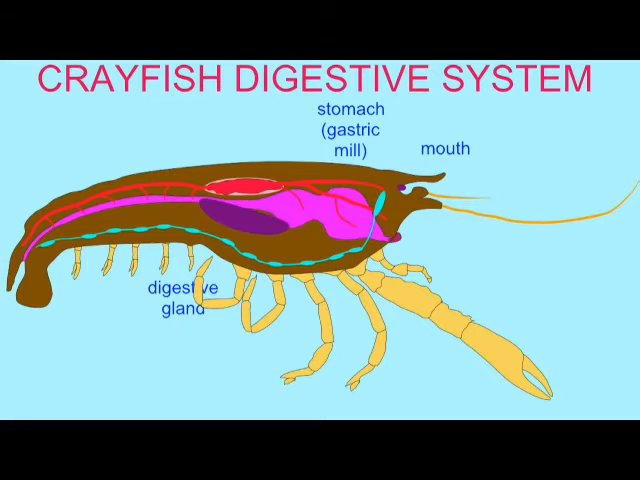 CRAYFISH DIGESTIVE SYSTEM
stomach
(gastric
mill)
mouth
digestive
gland